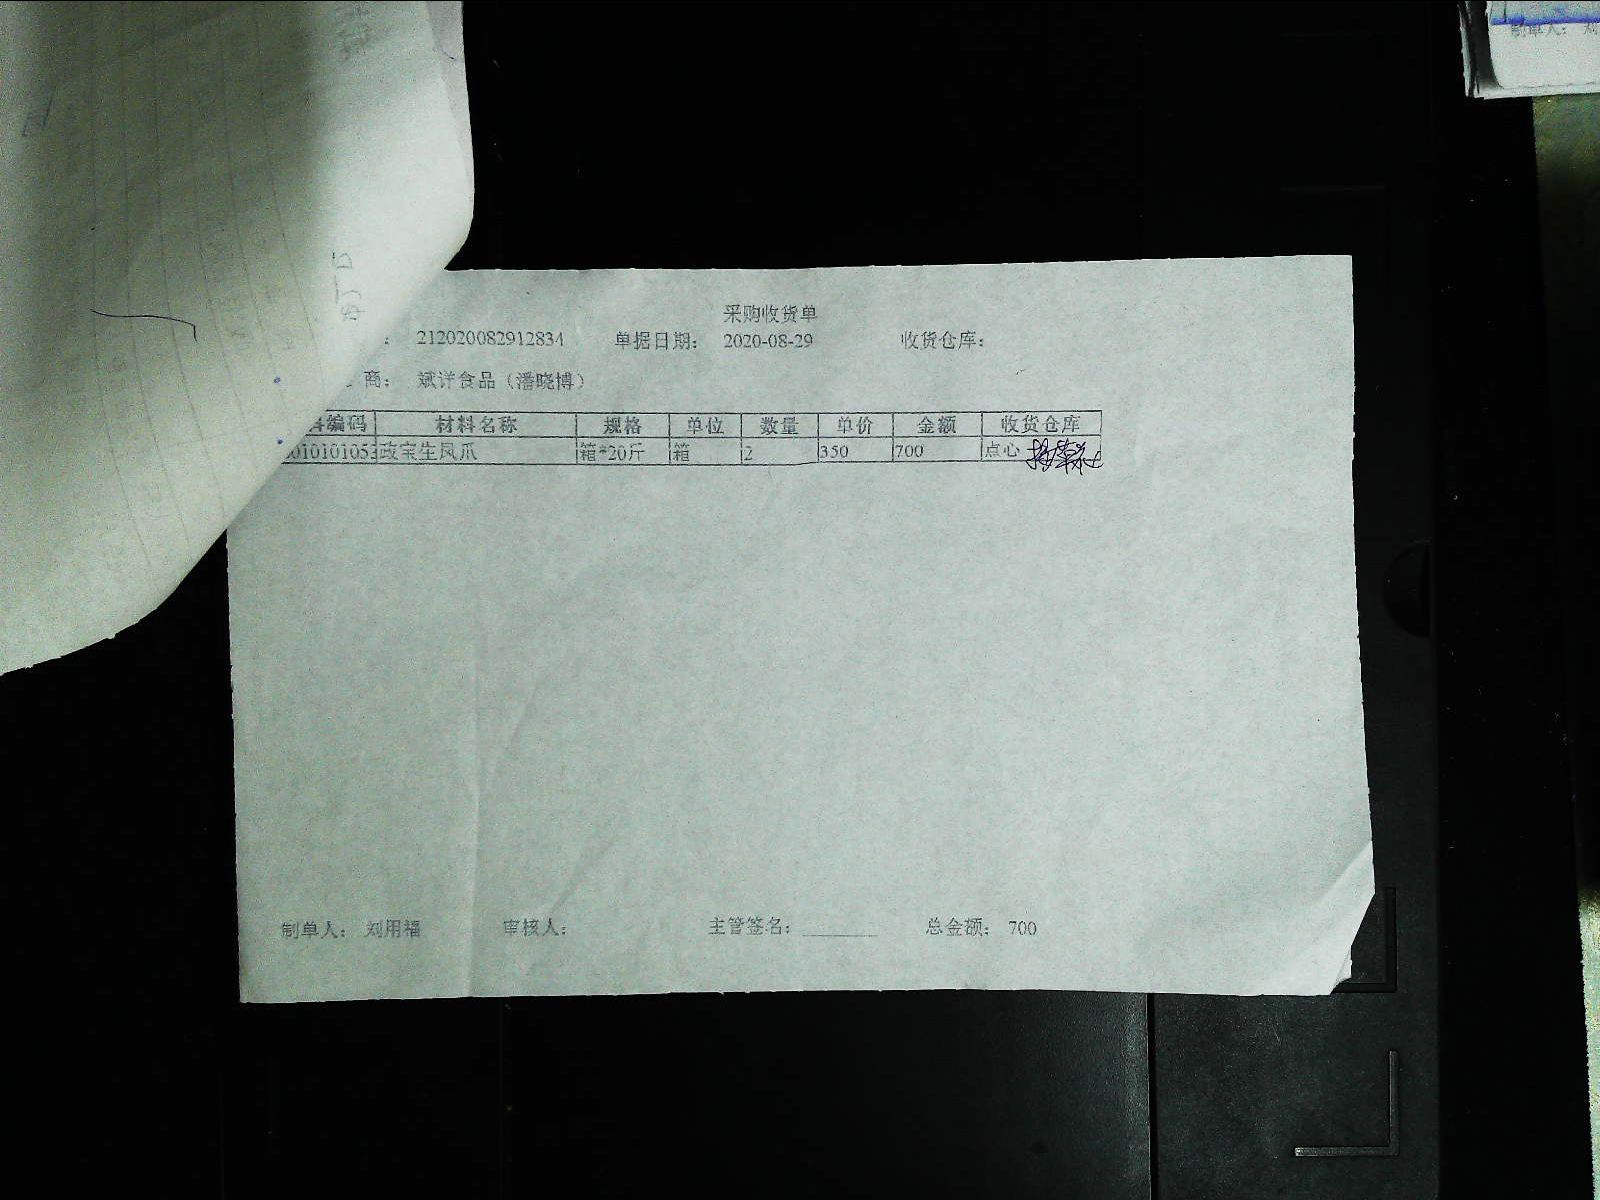 采购收货单
: 212020082912834 单据日期: 2020-08-29 收货仓库:
商: 斌洋食品(潘晓博)
编码 材料名称 规格 单位 数量 单价 金额 收货仓库
010101053 政宝生凤爪 箱*20斤 箱 2 350 700 点心
制单人: 刘用福 审核人: 主管签名: 总金额: 700
制单人: